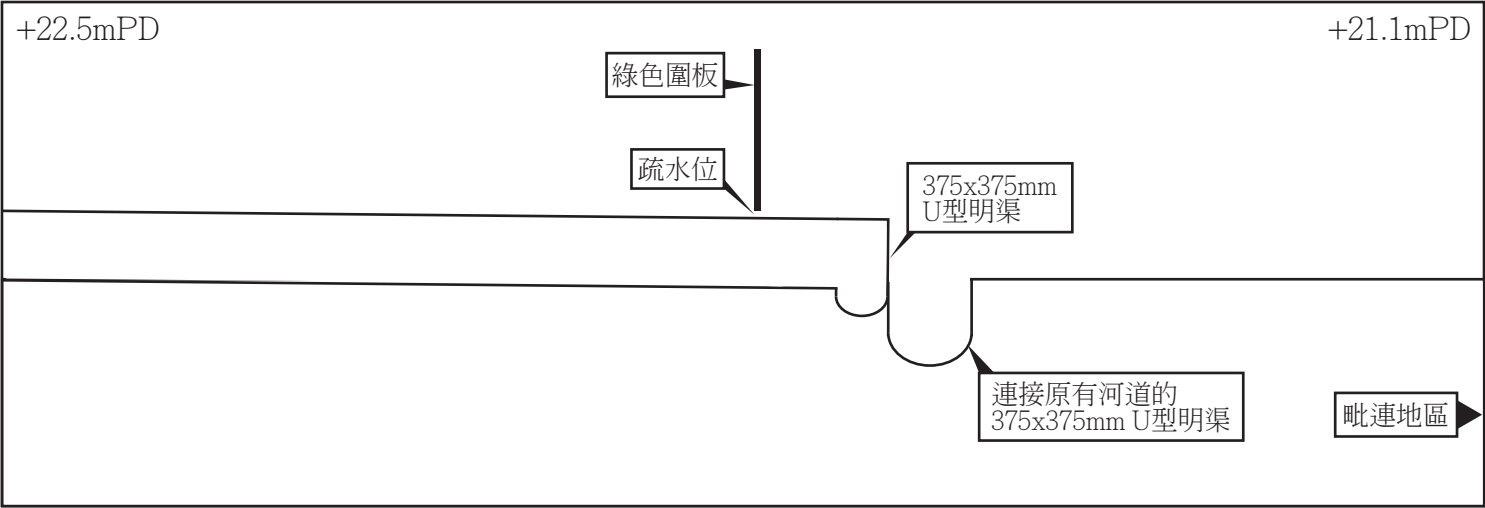 +22.5mPD
+21.1mPD
綠色圍板
疏水位
375x375mm
U型明渠
連接原有河道的
375x375mm U型明渠
毗連地區